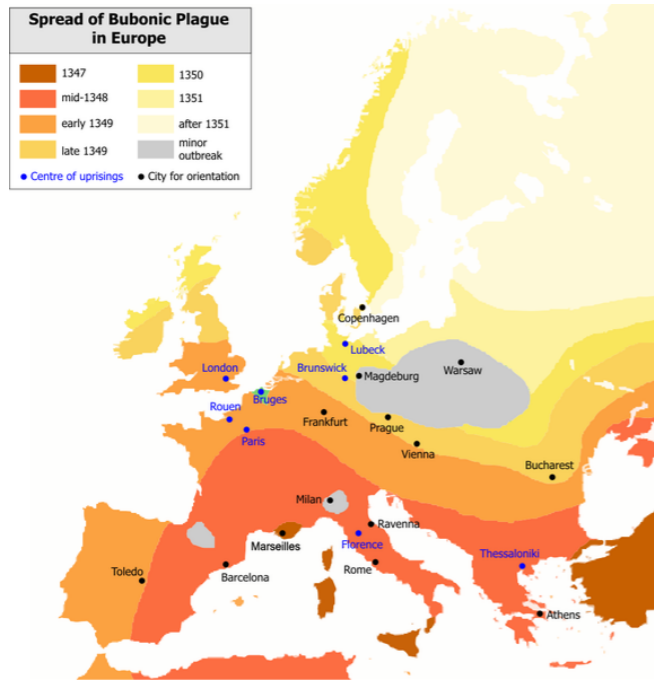 Spread of Bubonic Plague
in Europe
1347
mid-1348
early 1349
late 1349
1350
1351
after 1351
minor
outbreak
Centre of uprisings
City for orientation
Copenhagen
Lubeck
London
Brunswick
Magdeburg
Warsaw
Rouen
Bruges
Frankfurt
Prague
Paris
Vienna
Bucharest
Milan
Ravenna
Marseilles
Florence
Thessaloniki
Toledo
Barcelona
Rome
Athens